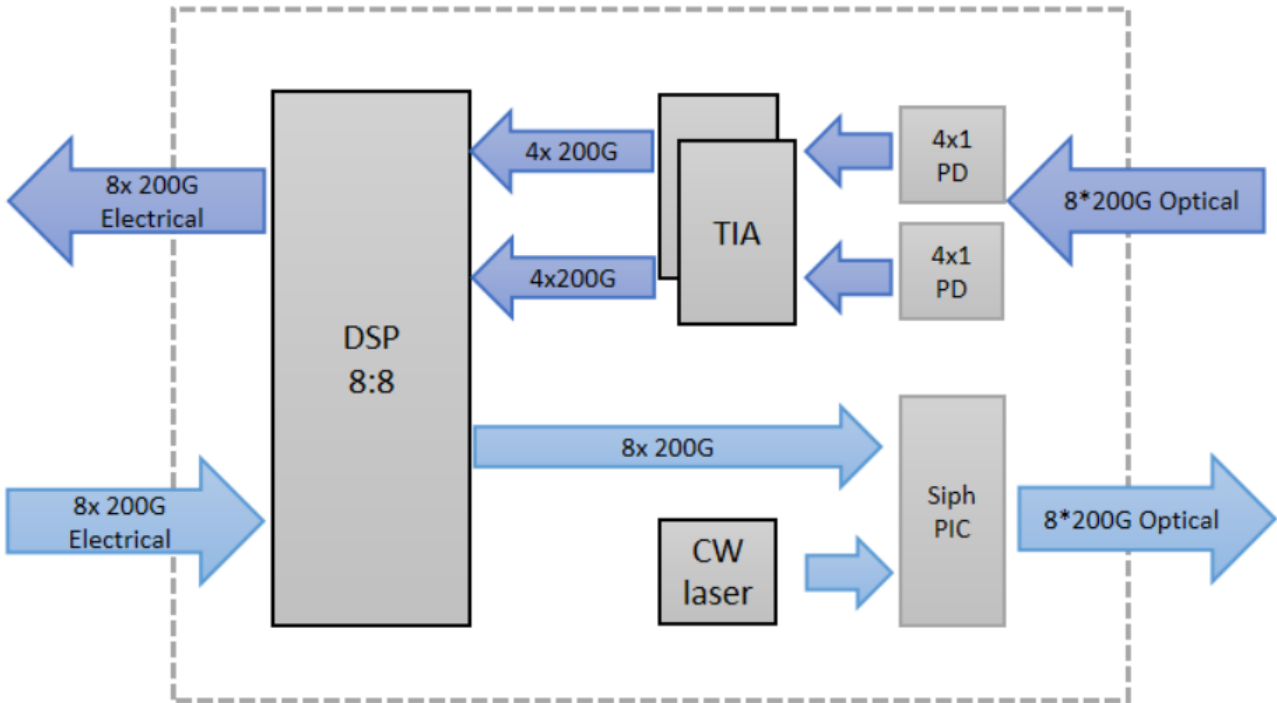 8x 200G
Electrical
DSP
8:8
4x 200G
4x200G
TIA
4x1
PD
4x1
PD
8*200G Optical
8x 200G
Electrical
8x 200G
CW
laser
Siph
PIC
8*200G Optical